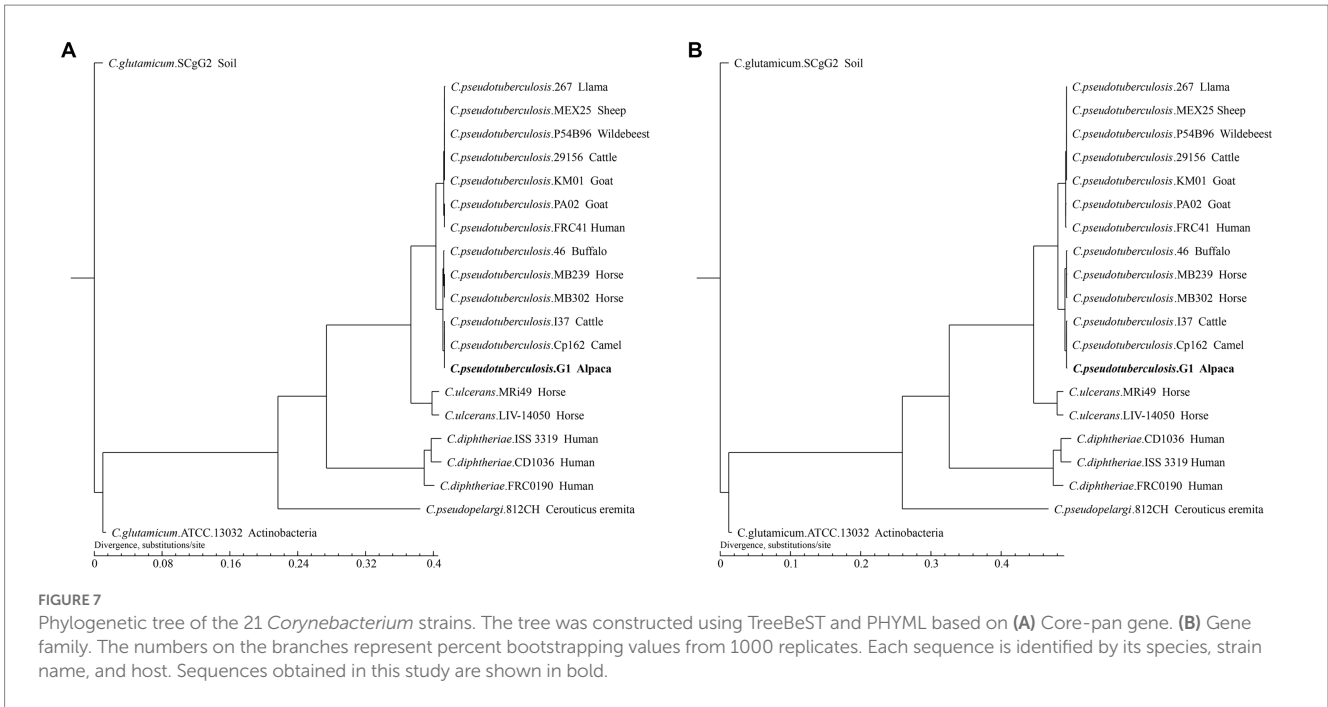 A
C.glutamicum.SCgG2 Soil
C.pseudotuberculosis.267 Llama
C.pseudotuberculosis.MEX25 Sheep
C.pseudotuberculosis.P54B96 Wildebeest
C.pseudotuberculosis.29156 Cattle
C.pseudotuberculosis.KM01 Goat
C.pseudotuberculosis.PA02 Goat
C.pseudotuberculosis.FRC41 Human
C.pseudotuberculosis.46 Buffalo
C.pseudotuberculosis.MB239 Horse
C.pseudotuberculosis.MB302 Horse
C.pseudotuberculosis.I37 Cattle
C.pseudotuberculosis.Cp162 Camel
C.pseudotuberculosis.G1 Alpaca
C.ulcerans.MRi49 Horse
C.ulcerans.LIV-14050 Horse
C.diphtheriae.ISS 3319 Human
C.diphtheriae.CD1036 Human
C.diphtheriae.FRC0190 Human
C.pseudopelargi.812CH Cerouticus eremita
C.glutamicum.ATCC.13032 Actinobacteria
Divergence, substitutions/site
0 0.08 0.16 0.24 0.32 0.4
B
C.glutamicum.SCgG2 Soil
C.pseudotuberculosis.267 Llama
C.pseudotuberculosis.MEX25 Sheep
C.pseudotuberculosis.P54B96 Wildebeest
C.pseudotuberculosis.29156 Cattle
C.pseudotuberculosis.KM01 Goat
C.pseudotuberculosis.PA02 Goat
C.pseudotuberculosis.FRC41 Human
C.pseudotuberculosis.46 Buffalo
C.pseudotuberculosis.MB239 Horse
C.pseudotuberculosis.MB302 Horse
C.pseudotuberculosis.I37 Cattle
C.pseudotuberculosis.Cp162 Camel
C.pseudotuberculosis.G1 Alpaca
C.ulcerans.MRi49 Horse
C.ulcerans.LIV-14050 Horse
C.diphtheriae.CD1036 Human
C.diphtheriae.ISS 3319 Human
C.diphtheriae.FRC0190 Human
C.pseudopelargi.812CH Cerouticus eremita
C.glutamicum.ATCC.13032 Actinobacteria
Divergence, substitutions/site
0 0.1 0.2 0.3 0.4
FIGURE 7
Phylogenetic tree of the 21 Corynebacterium strains. The tree was constructed using TreeBeST and PHYML based on (A) Core-pan gene. (B) Gene
family. The numbers on the branches represent percent bootstrapping values from 1000 replicates. Each sequence is identified by its species, strain
name, and host. Sequences obtained in this study are shown in bold.